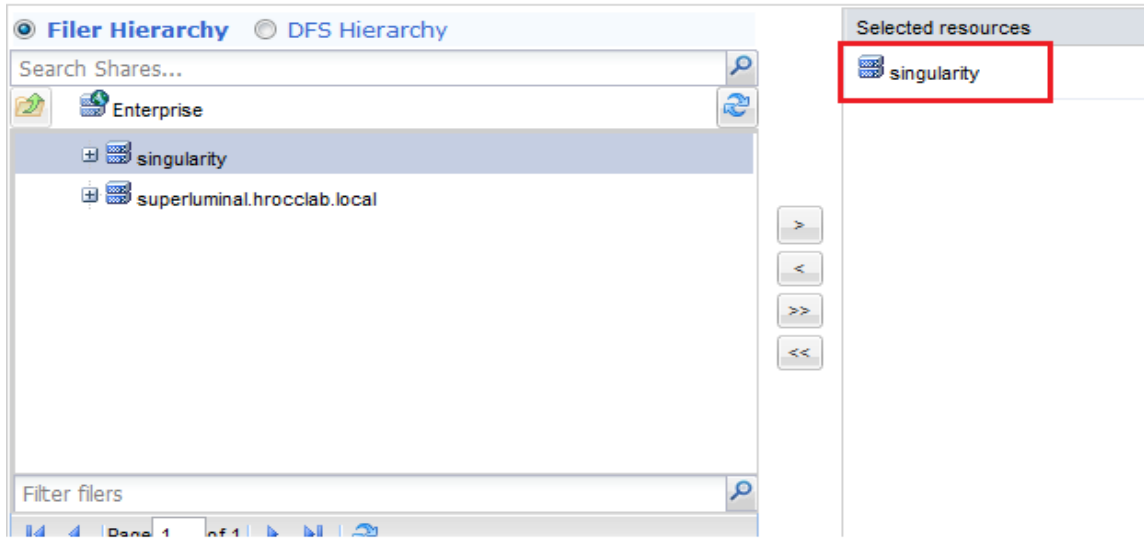 Filer Hierarchy DFS Hierarchy
Search Shares...
Enterprise
singularity
superluminal.hrocclab.local
>
<
>>
<<
Filter filers
Page 1 of 1
Selected resources
singularity